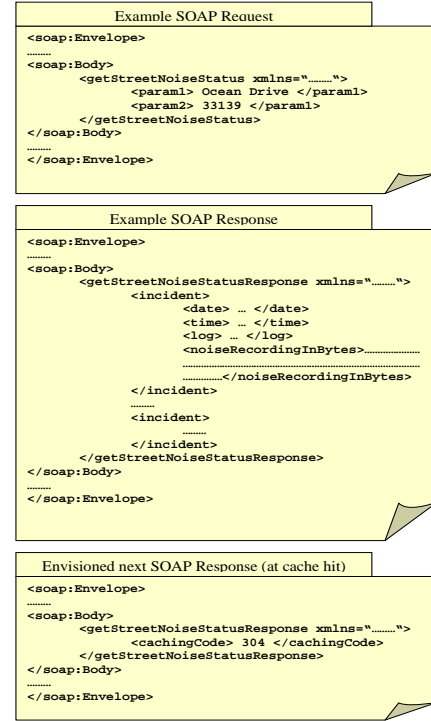 Example SOAP Request
<soap:Envelope>
………
<soap:Body>
<getStreetNoiseStatus xmlns="………">
<param1> Ocean Drive </param1>
<param2> 33139 </param1>
</getStreetNoiseStatus>
</soap:Body>
………
</soap:Envelope>
Example SOAP Response
<soap:Envelope>
………
<soap:Body>
<getStreetNoiseStatusResponse xmlns="………">
<incident>
<date> … </date>
<time> … </time>
<log> … </log>
<noiseRecordingInBytes>…………………
………………………………………………………………………………
……………</noiseRecordingInBytes>
</incident>
………
<incident>
………
</incident>
</getStreetNoiseStatusResponse>
</soap:Body>
………
</soap:Envelope>
Envisioned next SOAP Response (at cache hit)
<soap:Envelope>
………
<soap:Body>
<getStreetNoiseStatusResponse xmlns="………">
<cachingCode> 304 </cachingCode>
</getStreetNoiseStatusResponse>
</soap:Body>
………
</soap:Envelope>